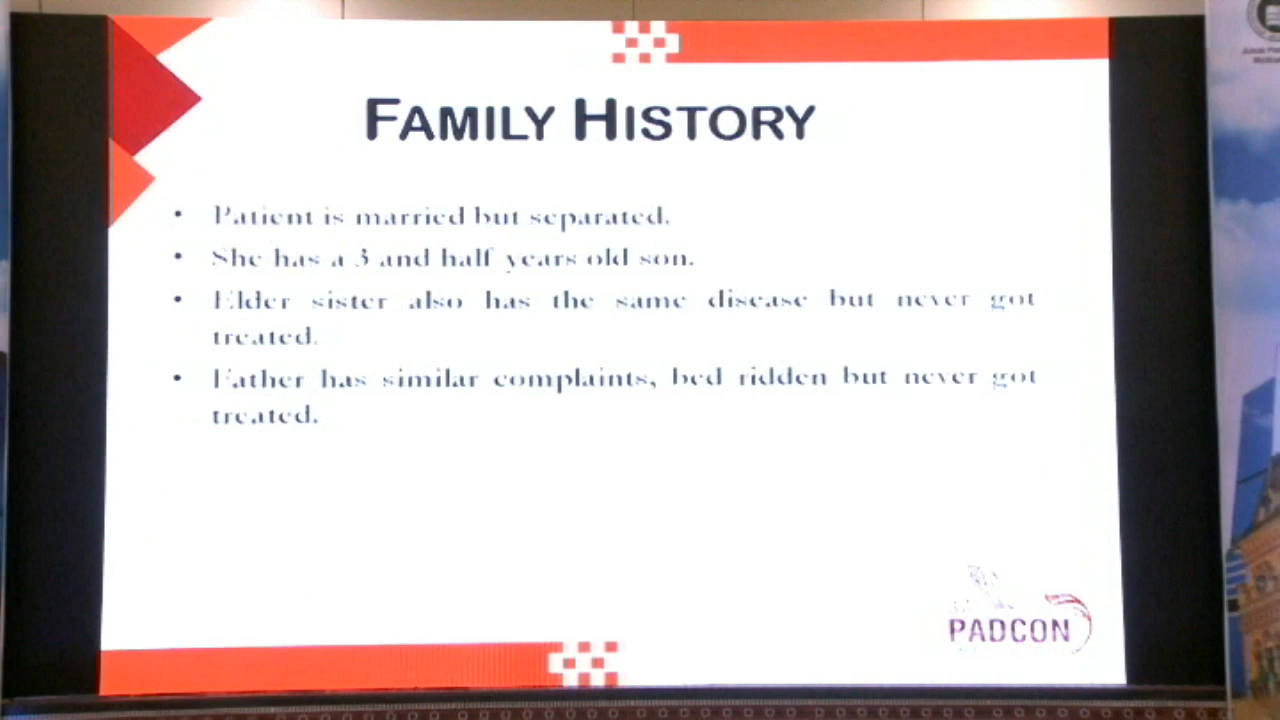 FAMILY HISTORY
• Patient is married but separated.
• She has a 3 and half years old son.
• Elder sister also has the same disease but never got
treated.
• Father has similar complaints, bed ridden but never got
treated.
PADCON